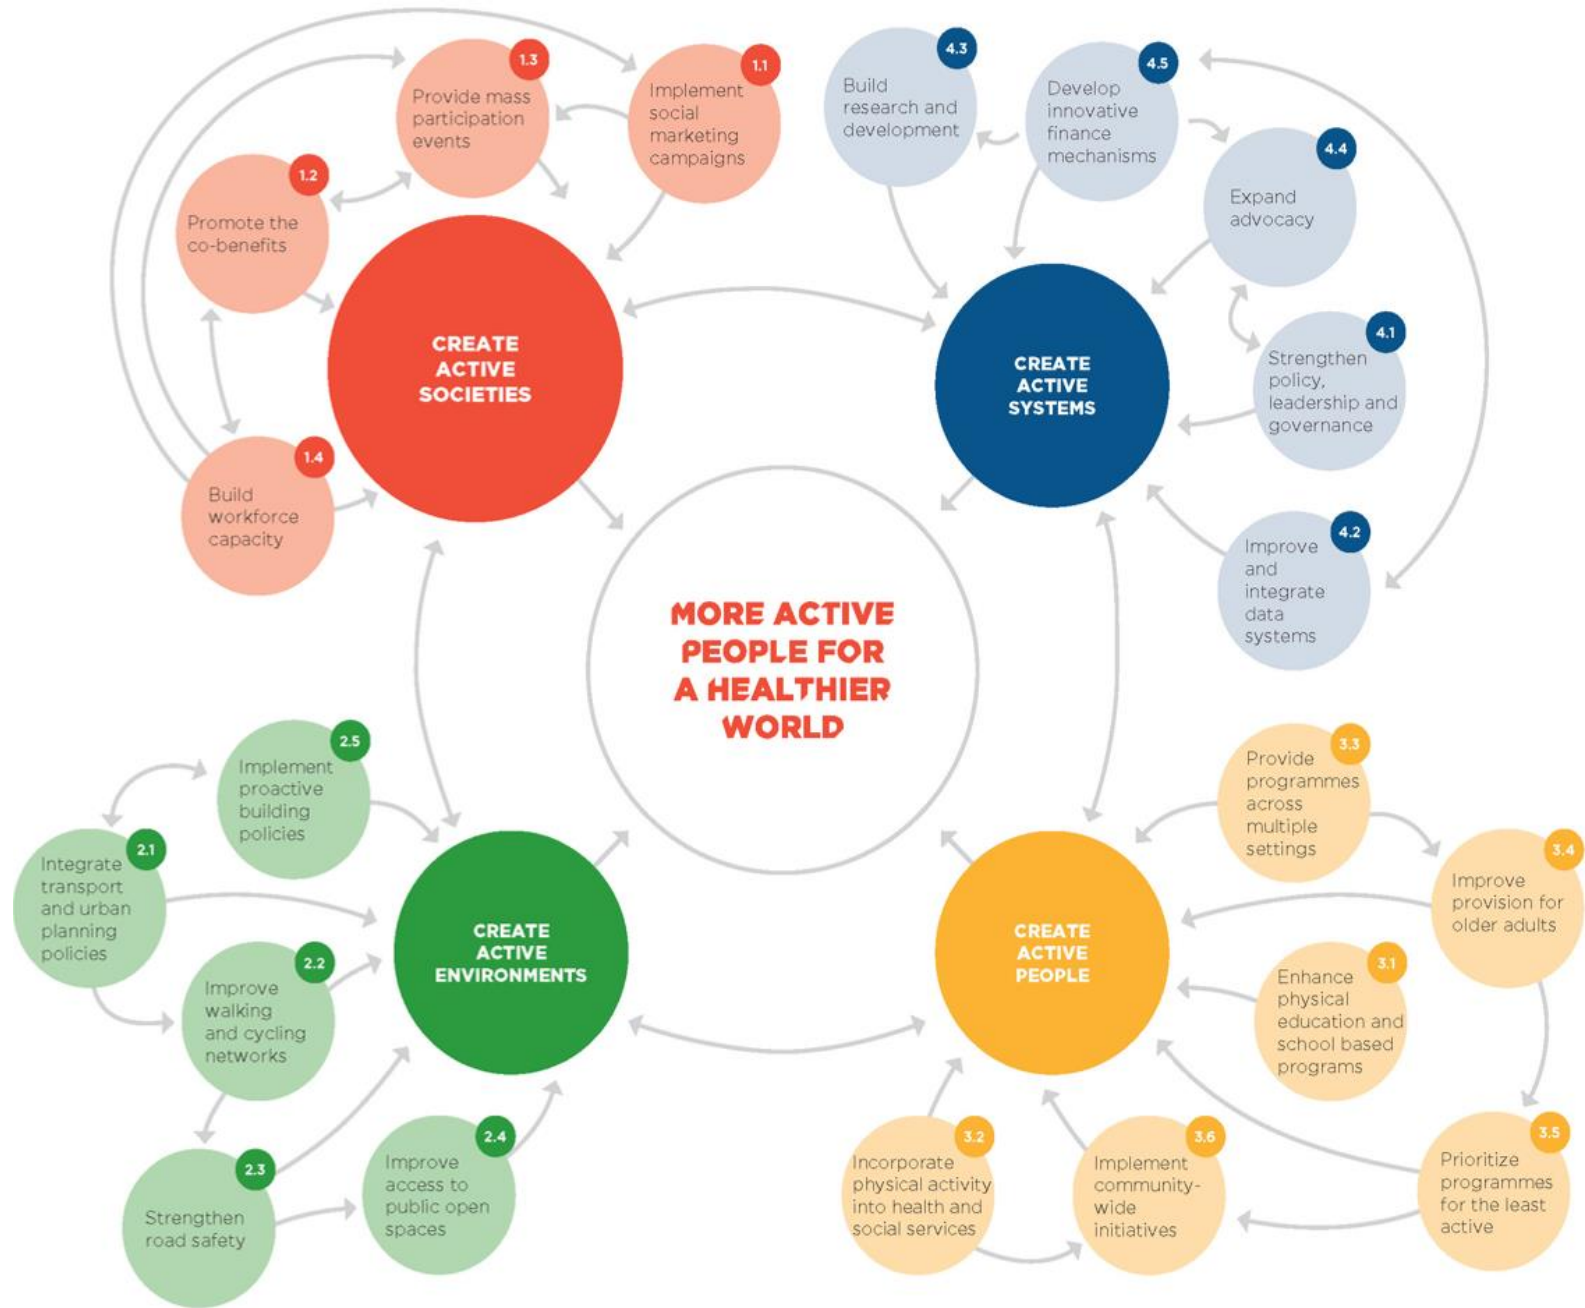 1.3
Provide mass
participation
events
1.1
Implement
social
marketing
campaigns
1.2
Promote the
co-benefits
1.4
Build
workforce
capacity
CREATE
ACTIVE
SOCIETIES
4.3
Build
research and
development
4.5
Develop
innovative
finance
mechanisms
4.4
Expand
advocacy
4.1
Strengthen
policy,
leadership and
governance
4.2
Improve
and
integrate
data
systems
CREATE
ACTIVE
SYSTEMS
MORE ACTIVE
PEOPLE FOR
A HEALTHIER
WORLD
2.5
Implement
proactive
building
policies
2.1
Integrate
transport
and urban
planning
policies
2.2
Improve
walking
and cycling
networks
2.3
Strengthen
road safety
2.4
Improve
access to
public open
spaces
CREATE
ACTIVE
ENVIRONMENTS
3.3
Provide
programmes
across
multiple
settings
3.4
Improve
provision for
older adults
3.1
Enhance
physical
education and
school based
programs
3.5
Prioritize
programmes
for the least
active
3.2
Incorporate
physical activity
into health and
social services
3.6
Implement
community-
wide
initiatives
CREATE
ACTIVE
PEOPLE